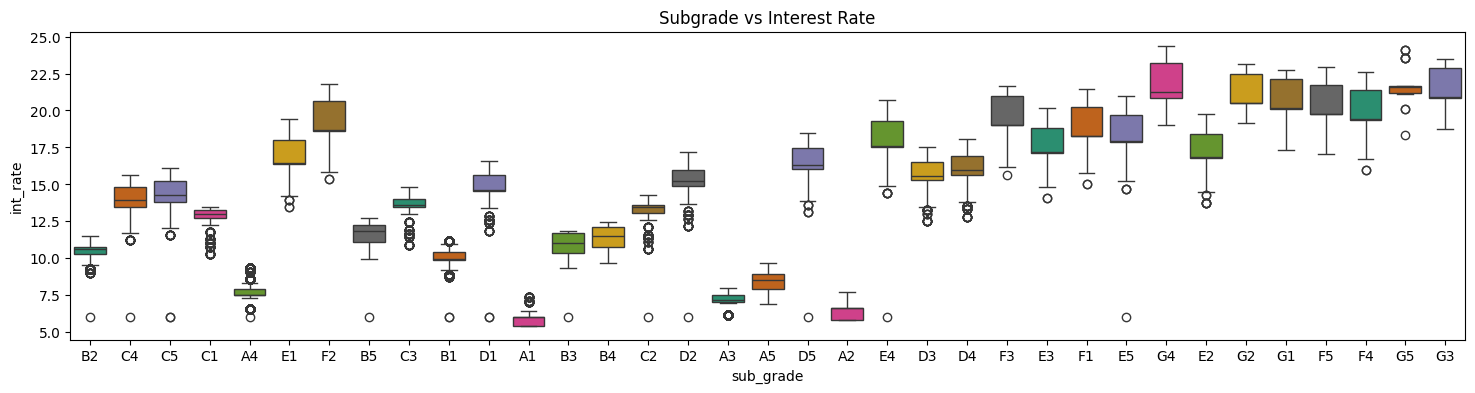 Subgrade vs Interest Rate
int_rate
25.0
22.5
20.0
17.5
15.0
12.5
10.0
7.5
5.0
B2 C4 C5 C1 A4 E1 F2 B5 C3 B1 D1 A1 B3 B4 C2 D2 A3 A5 D5 A2 E4 D3 D4 F3 E3 F1 E5 G4 E2 G2 G1 F5 F4 G5 G3
sub_grade